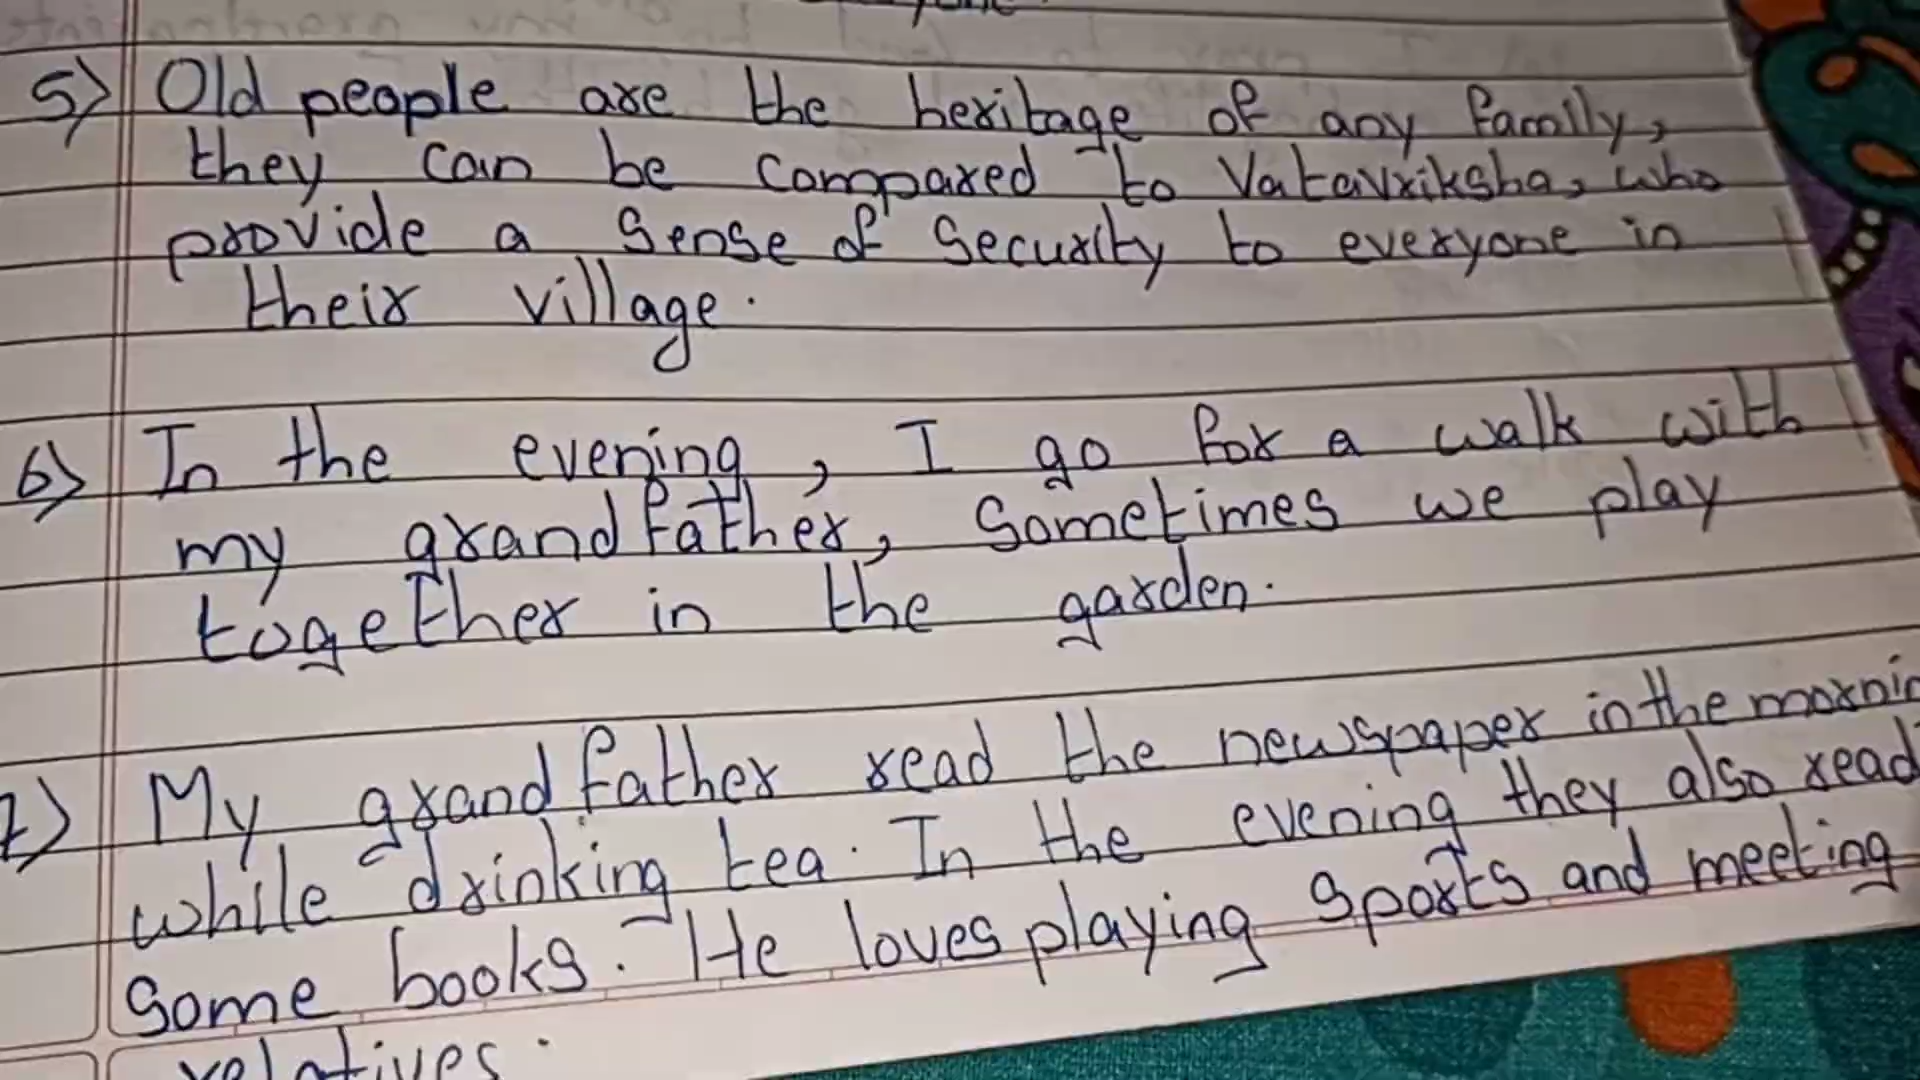 5) Old people are the heritage of any family,
they can be compared to Vatavriksha, who
provide a sense of security to everyone in
their village.
6) In the evening, I go for a walk with
my grandfather, Sometimes we play
together in the garden.
7) My grandfather read the newspaper in the mornin
while drinking tea. In the evening they also read
some books. He loves playing sports and meeting
relatives.